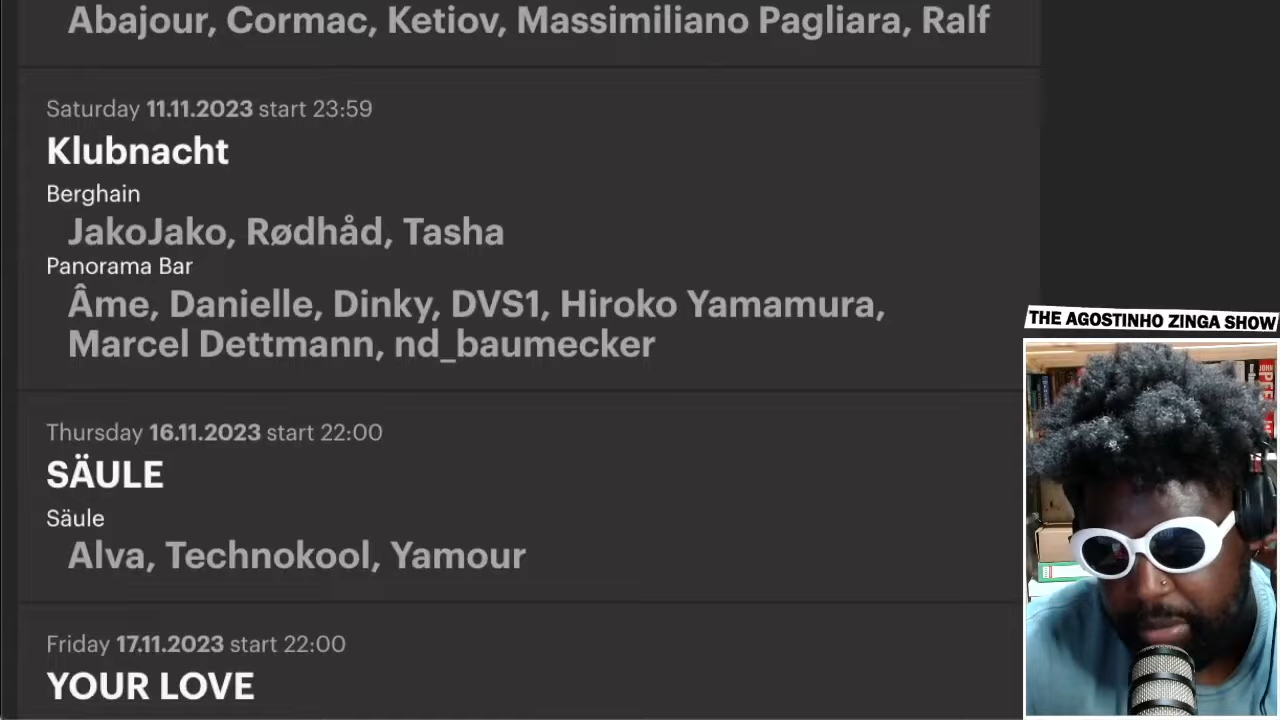 Abajour, Cormac, Ketiov, Massimiliano Pagliara, Ralf
Saturday 11.11.2023 start 23:59
Klubnacht
Berghain
JakoJako, Rødhåd, Tasha
Panorama Bar
Âme, Danielle, Dinky, DVS1, Hiroko Yamamura,
Marcel Dettmann, nd_baumecker
THE AGOSTINHO ZINGA SHOW
Thursday 16.11.2023 start 22:00
SÄULE
Säule
Alva, Technokool, Yamour
Friday 17.11.2023 start 22:00
YOUR LOVE